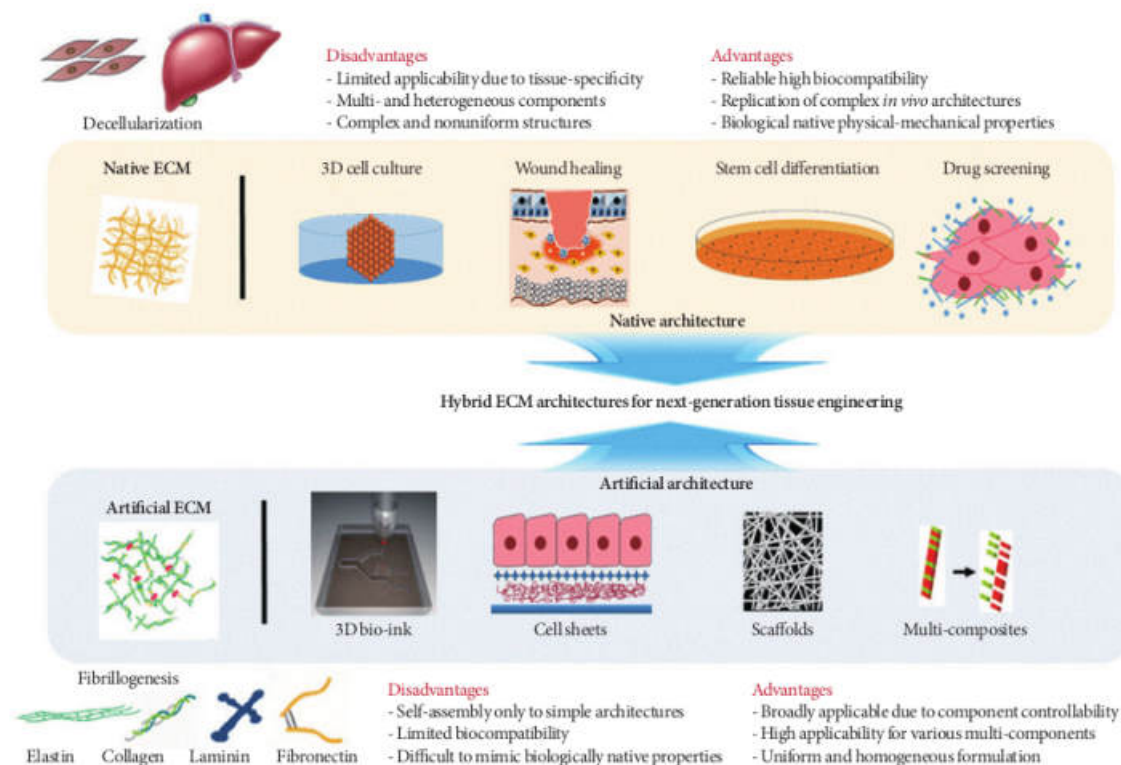 Disadvantages
- Limited applicability due to tissue-specificity
- Multi- and heterogeneous components
- Complex and nonuniform structures
Advantages
- Reliable high biocompatibility
- Replication of complex in vivo architectures
- Biological native physical-mechanical properties
Decellularization
Native ECM
3D cell culture
Wound healing
Stem cell differentiation
Drug screening
Native architecture
Hybrid ECM architectures for next-generation tissue engineering
Artificial architecture
Artificial ECM
3D bio-ink
Cell sheets
Scaffolds
Multi-composites
Fibrillogenesis
Elastin
Collagen
Laminin
Fibronectin
Disadvantages
- Self-assembly only to simple architectures
- Limited biocompatibility
- Difficult to mimic biologically native properties
Advantages
- Broadly applicable due to component controllability
- High applicability for various multi-components
- Uniform and homogeneous formulation